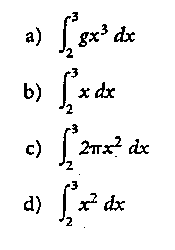 a) ∫₂³ gx³ dx
b) ∫₂³ x dx
c) ∫₂³ 2πx² dx
d) ∫₂³ x² dx